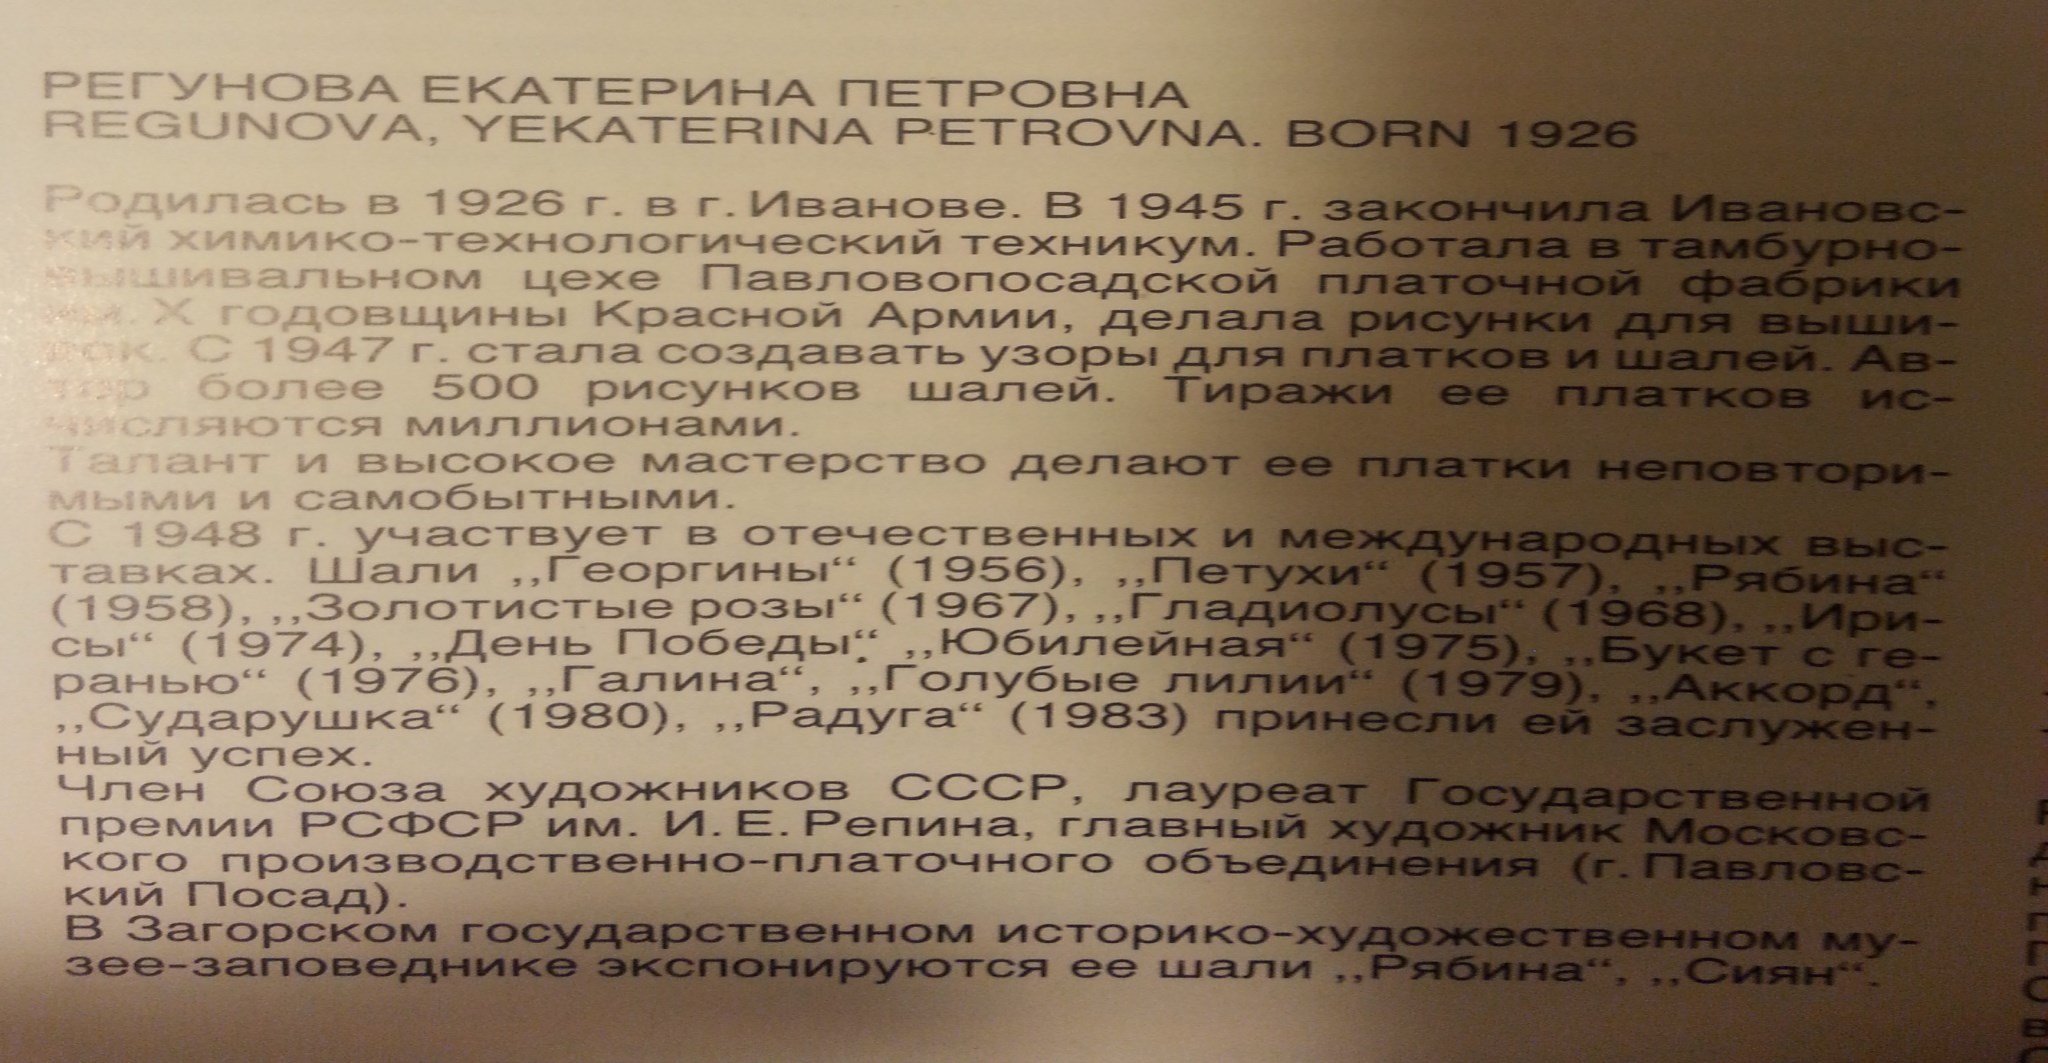 РЕГУНОВА ЕКАТЕРИНА ПЕТРОВНА
REGUNOVA, YEKATERINA PETROVNA. BORN 1926
Родилась в 1926 г. в г. Иванове. В 1945 г. закончила Ивановс-
кий химико-технологический техникум. Работала в тамбурно-
вышивальном цехе Павловопосадской платочной фабрики
им. X годовщины Красной Армии, делала рисунки для выши-
вок. С 1947 г. стала создавать узоры для платков и шалей. Ав-
тор более 500 рисунков шалей. Тиражи ее платков ис-
числяются миллионами.
Талант и высокое мастерство делают ее платки неповтори-
мыми и самобытными.
С 1948 г. участвует в отечественных и международных выс-
тавках. Шали ,,Георгины“ (1956), ,,Петухи“ (1957), ,,Рябина“
(1958), ,,Золотистые розы“ (1967), ,,Гладиолусы“ (1968), ,,Ири-
сы“ (1974), ,,День Победы“, ,,Юбилейная“ (1975), ,,Букет с ге-
ранью“ (1976), ,,Галина“, ,,Голубые лилии“ (1979), ,,Аккорд“,
,,Сударушка“ (1980), ,,Радуга“ (1983) принесли ей заслужен-
ный успех.
Член Союза художников СССР, лауреат Государственной
премии РСФСР им. И. Е. Репина, главный художник Московс-
кого производственно-платочного объединения (г. Павловс-
кий Посад).
В Загорском государственном историко-художественном му-
зее-заповеднике экспонируются ее шали ,,Рябина“, ,,Сиян“.